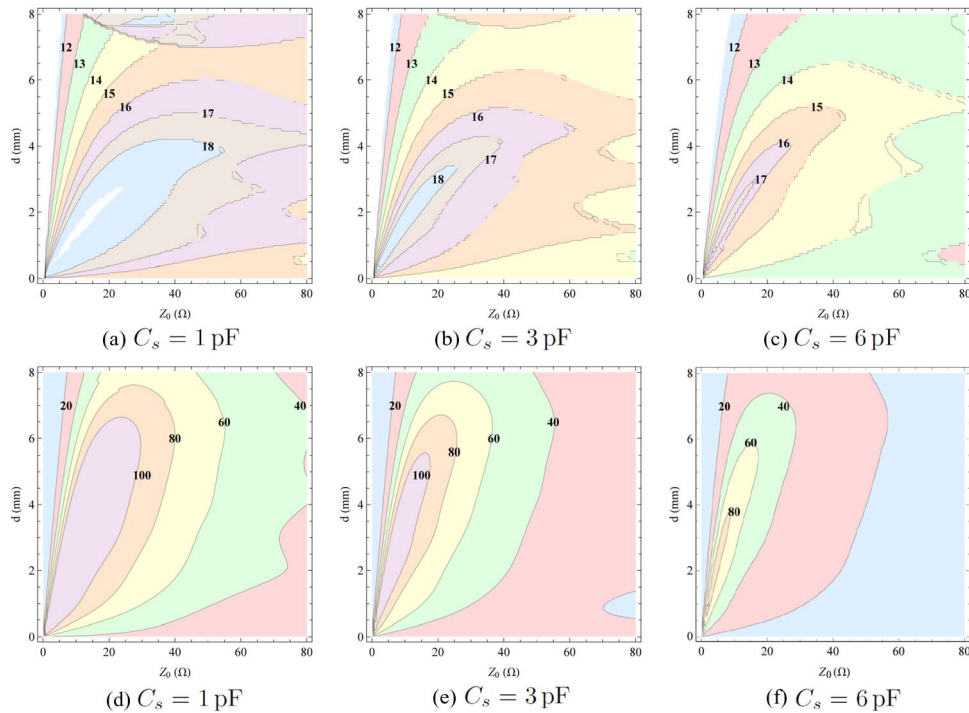 8
6
4
2
0
d (mm)
12
13
14
15
16
17
18
0 20 40 60 80
Z0 (Ω)
(a) Cs = 1 pF
8
6
4
2
0
d (mm)
12
13
14
15
16
17
18
0 20 40 60 80
Z0 (Ω)
(b) Cs = 3 pF
8
6
4
2
0
d (mm)
12
13
14
15
16
17
0 20 40 60 80
Z0 (Ω)
(c) Cs = 6 pF
8
6
4
2
0
d (mm)
20
40
60
80
100
0 20 40 60 80
Z0 (Ω)
(d) Cs = 1 pF
8
6
4
2
0
d (mm)
20
40
60
80
100
0 20 40 60 80
Z0 (Ω)
(e) Cs = 3 pF
8
6
4
2
0
d (mm)
20
40
60
80
0 20 40 60 80
Z0 (Ω)
(f) Cs = 6 pF